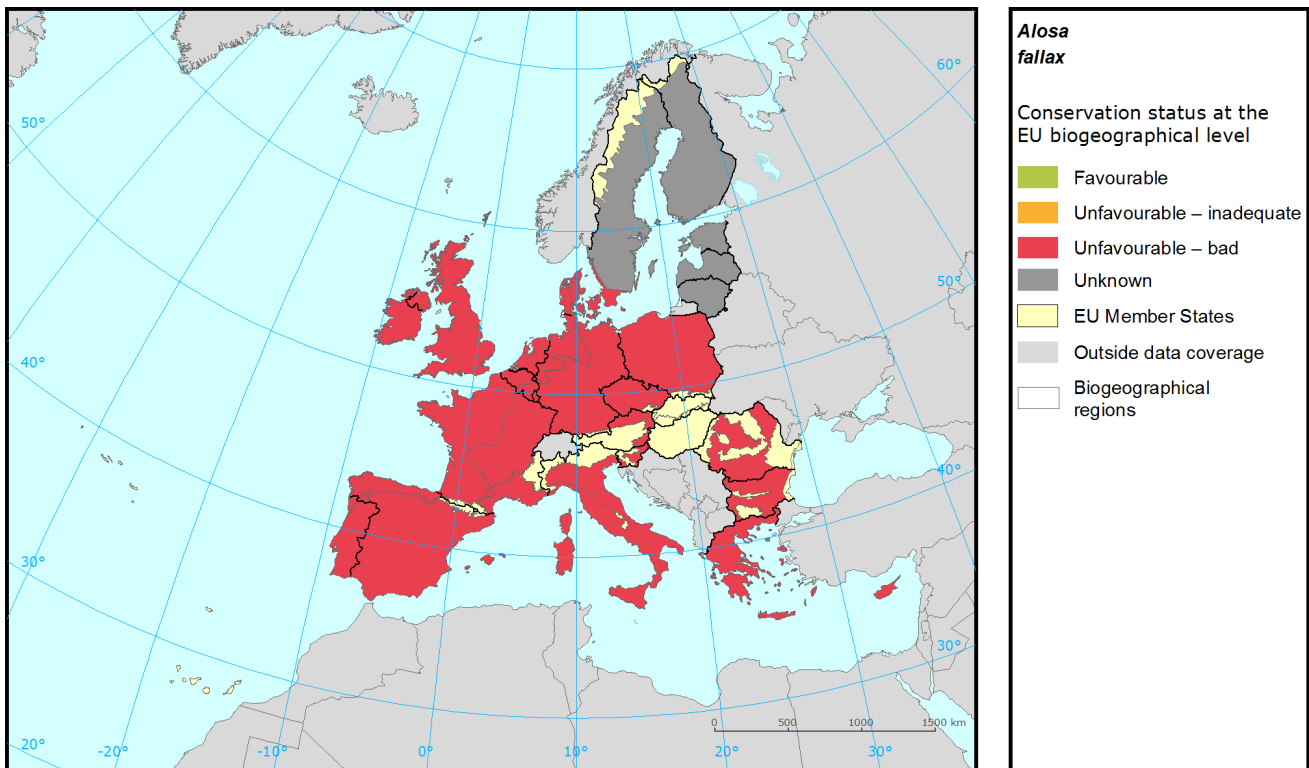 Alosa
fallax
Conservation status at the
EU biogeographical level
Favourable
Unfavourable – inadequate
Unfavourable – bad
Unknown
EU Member States
Outside data coverage
Biogeographical
regions
60°
50°
50°
40°
40°
30°
30°
0 500 1000 1500 km
20° -20° -10° 0° 10° 20° 30°